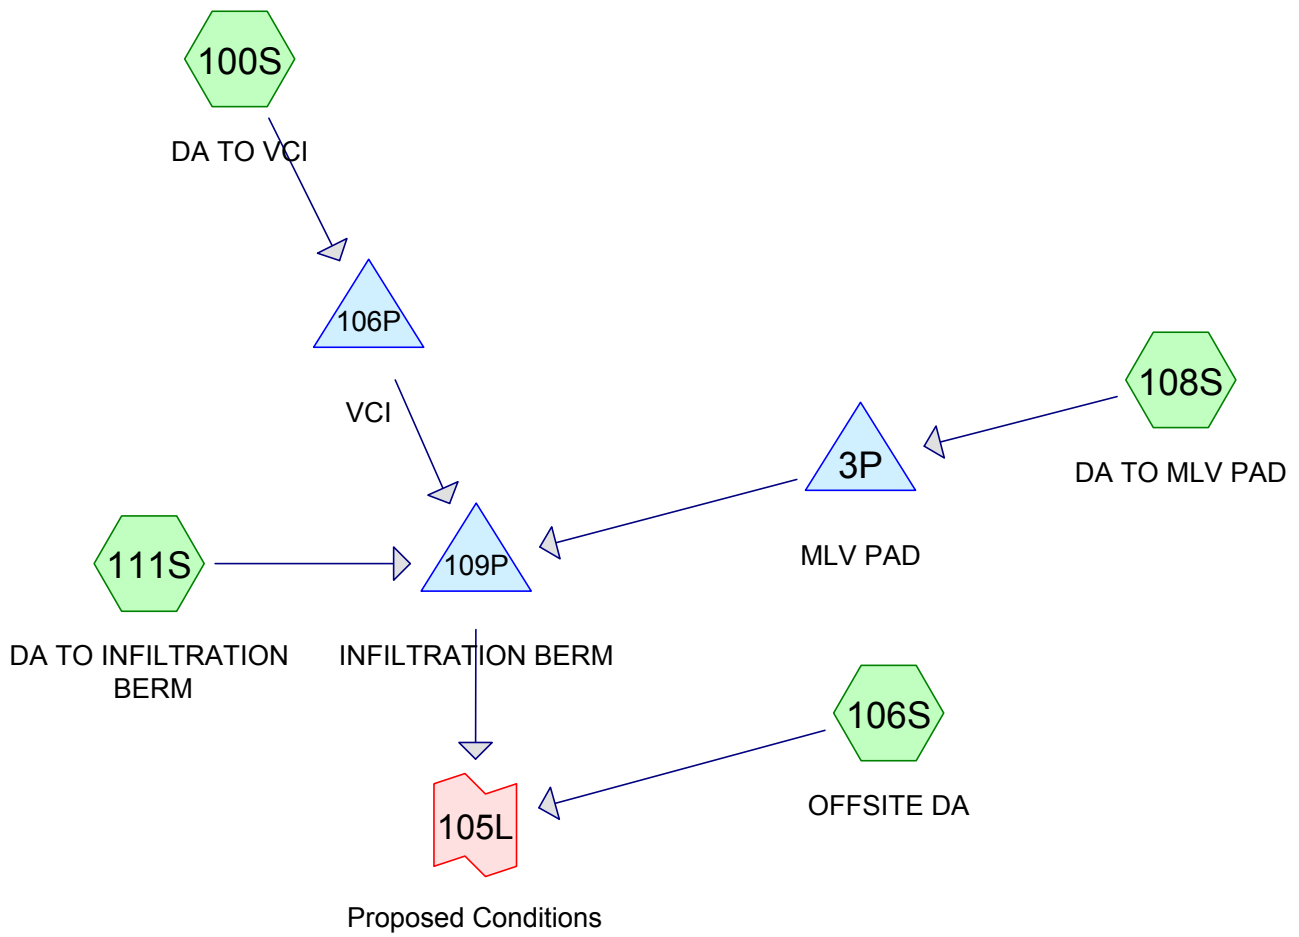 100S
DA TO VCI
106P
VCI
108S
DA TO MLV PAD
3P
MLV PAD
111S
DA TO INFILTRATION
BERM
109P
INFILTRATION BERM
106S
OFFSITE DA
105L
Proposed Conditions